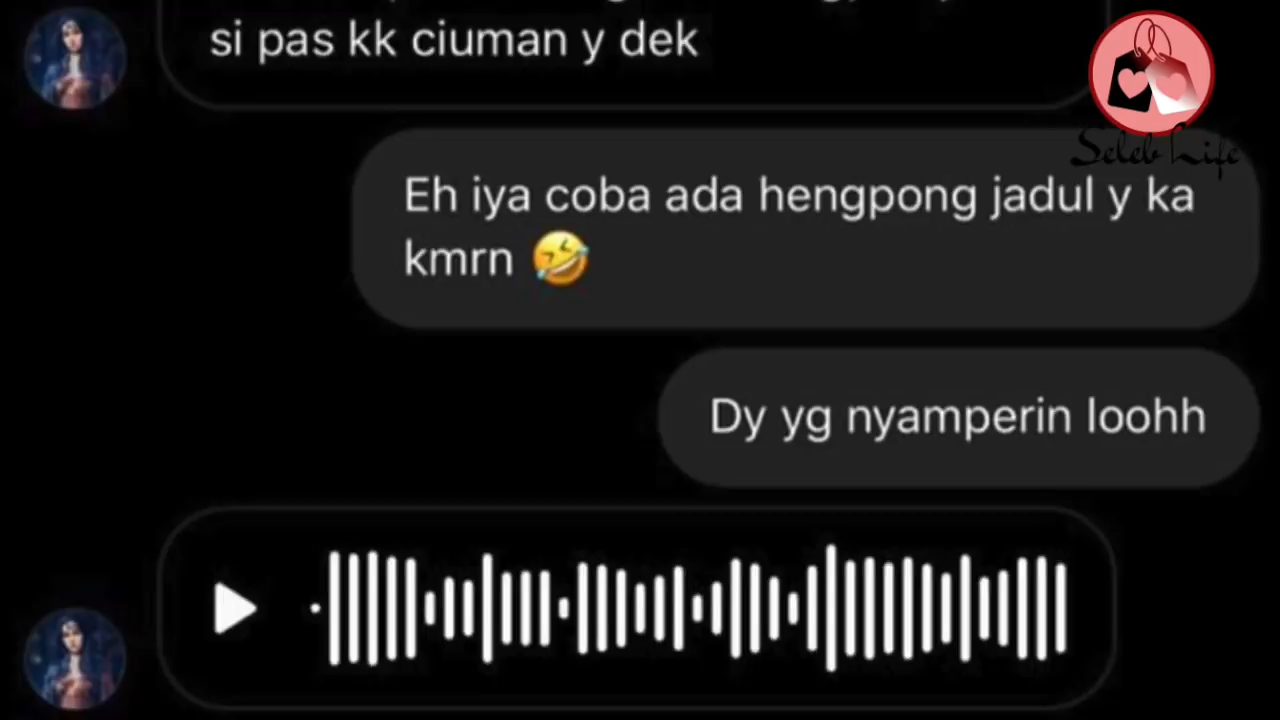 si pas kk ciuman y dek
Seleb Life
Eh iya coba ada hengpong jadul y ka
kmrn 🤣
Dy yg nyamperin loohh